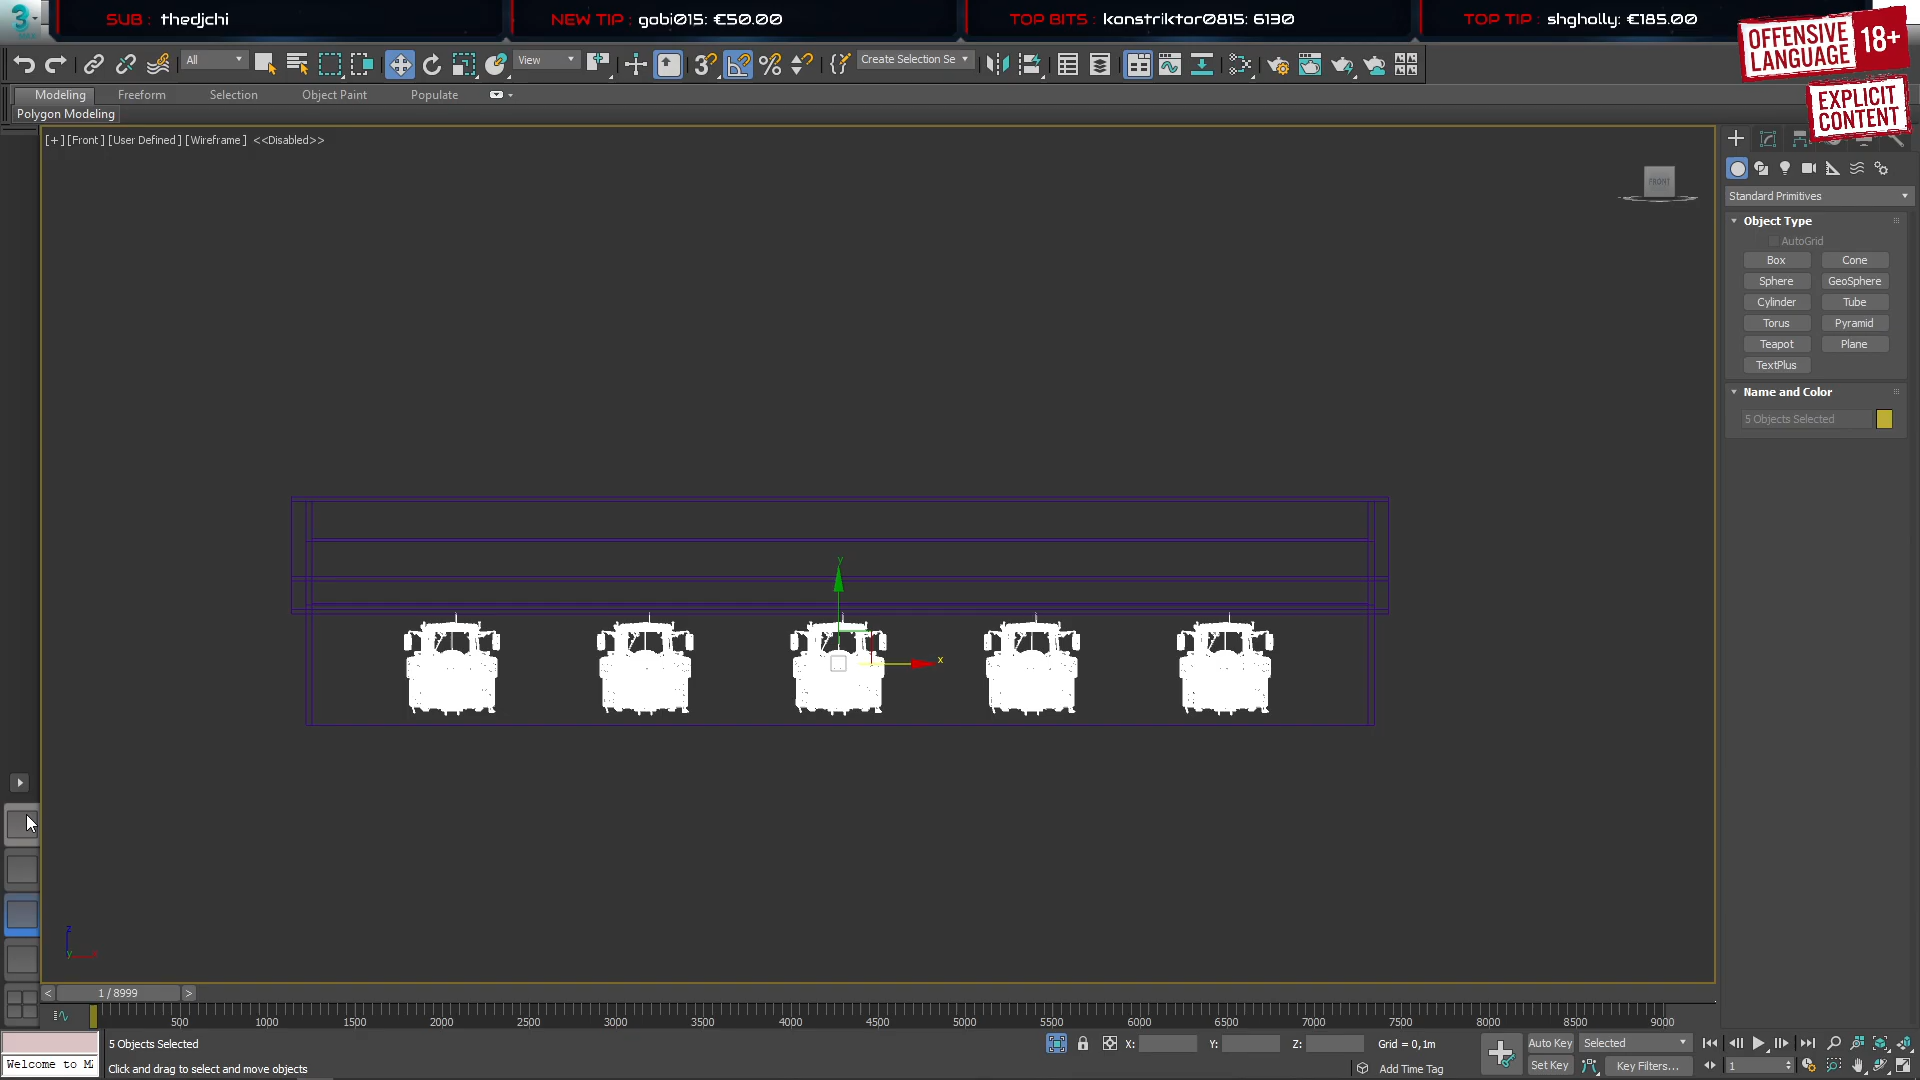 SUB : thedjchi
NEW TIP : gobi015: €50.00
TOP BITS : konstriktor0815: 6130
TOP TIP : shgholly: €185.00
OFFENSIVE LANGUAGE 18+
EXPLICIT CONTENT
All
View
Create Selection Se
Modeling
Freeform
Selection
Object Paint
Populate
Polygon Modeling
[+] [Front] [User Defined] [Wireframe] <<Disabled>>
FRONT
Standard Primitives
Object Type
AutoGrid
Box
Cone
Sphere
GeoSphere
Cylinder
Tube
Torus
Pyramid
Teapot
Plane
TextPlus
Name and Color
5 Objects Selected
y
x
z
y
< 1 / 8999 >
500 1000 1500 2000 2500 3000 3500 4000 4500 5000 5500 6000 6500 7000 7500 8000 8500 9000
5 Objects Selected
X:
Y:
Z:
Grid = 0,1m
Auto Key
Selected
Welcome to M
Click and drag to select and move objects
Add Time Tag
Set Key
Key Filters...
1